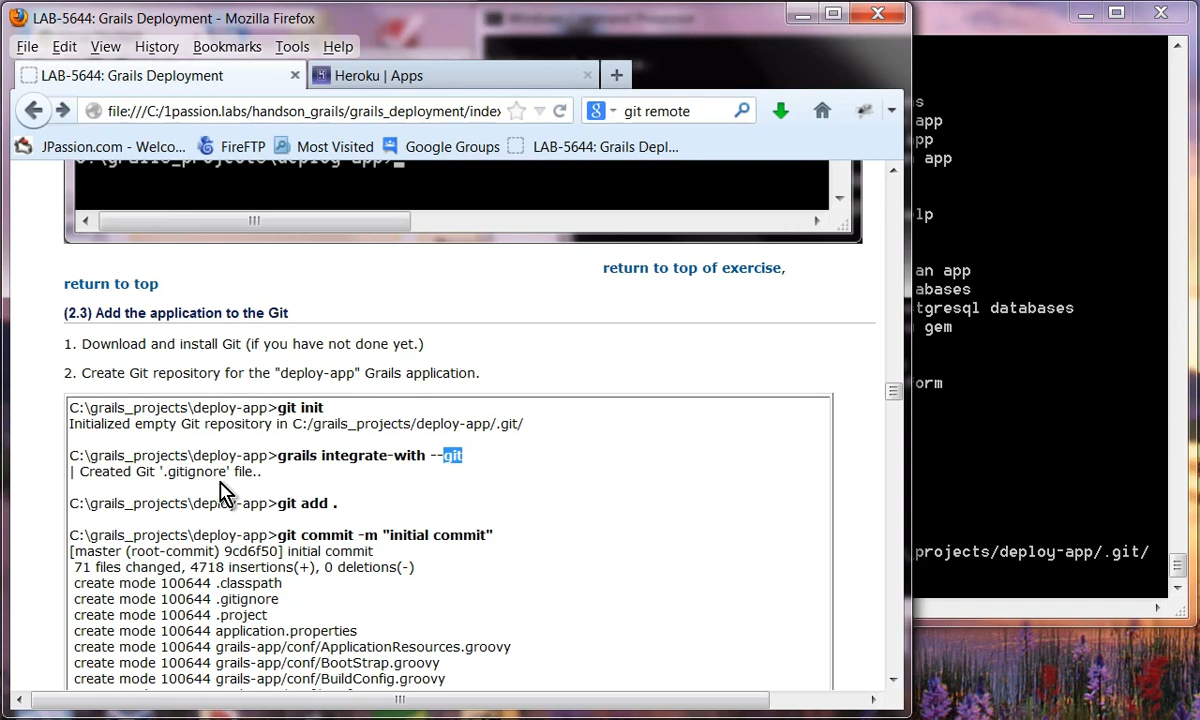 LAB-5644: Grails Deployment - Mozilla Firefox
File Edit View History Bookmarks Tools Help
LAB-5644: Grails Deployment
Heroku | Apps
file:///C:/1passion.labs/handson_grails/grails_deployment/index
git remote
JPassion.com - Welco...
FireFTP
Most Visited
Google Groups
LAB-5644: Grails Depl...
return to top of exercise,
return to top
(2.3) Add the application to the Git
1. Download and install Git (if you have not done yet.)
2. Create Git repository for the "deploy-app" Grails application.
C:\grails_projects\deploy-app>git init
Initialized empty Git repository in C:/grails_projects/deploy-app/.git/
C:\grails_projects\deploy-app>grails integrate-with --git
| Created Git '.gitignore' file..
C:\grails_projects\deploy-app>git add .
C:\grails_projects\deploy-app>git commit -m "initial commit"
[master (root-commit) 9cd6f50] initial commit
71 files changed, 4718 insertions(+), 0 deletions(-)
create mode 100644 .classpath
create mode 100644 .gitignore
create mode 100644 .project
create mode 100644 application.properties
create mode 100644 grails-app/conf/ApplicationResources.groovy
create mode 100644 grails-app/conf/BootStrap.groovy
create mode 100644 grails-app/conf/BuildConfig.groovy
s
app
pp
app
lp
an app
abases
tgresql databases
gem
orm
projects/deploy-app/.git/